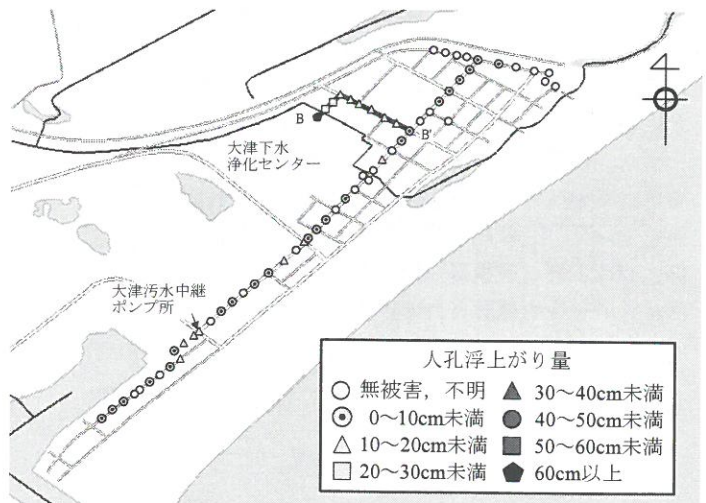 B
B'
大津下水
浄化センター
大津汚水中継
ポンプ所
人孔浮上がり量
無被害，不明
0～10cm未満
10～20cm未満
20～30cm未満
30～40cm未満
40～50cm未満
50～60cm未満
60cm以上